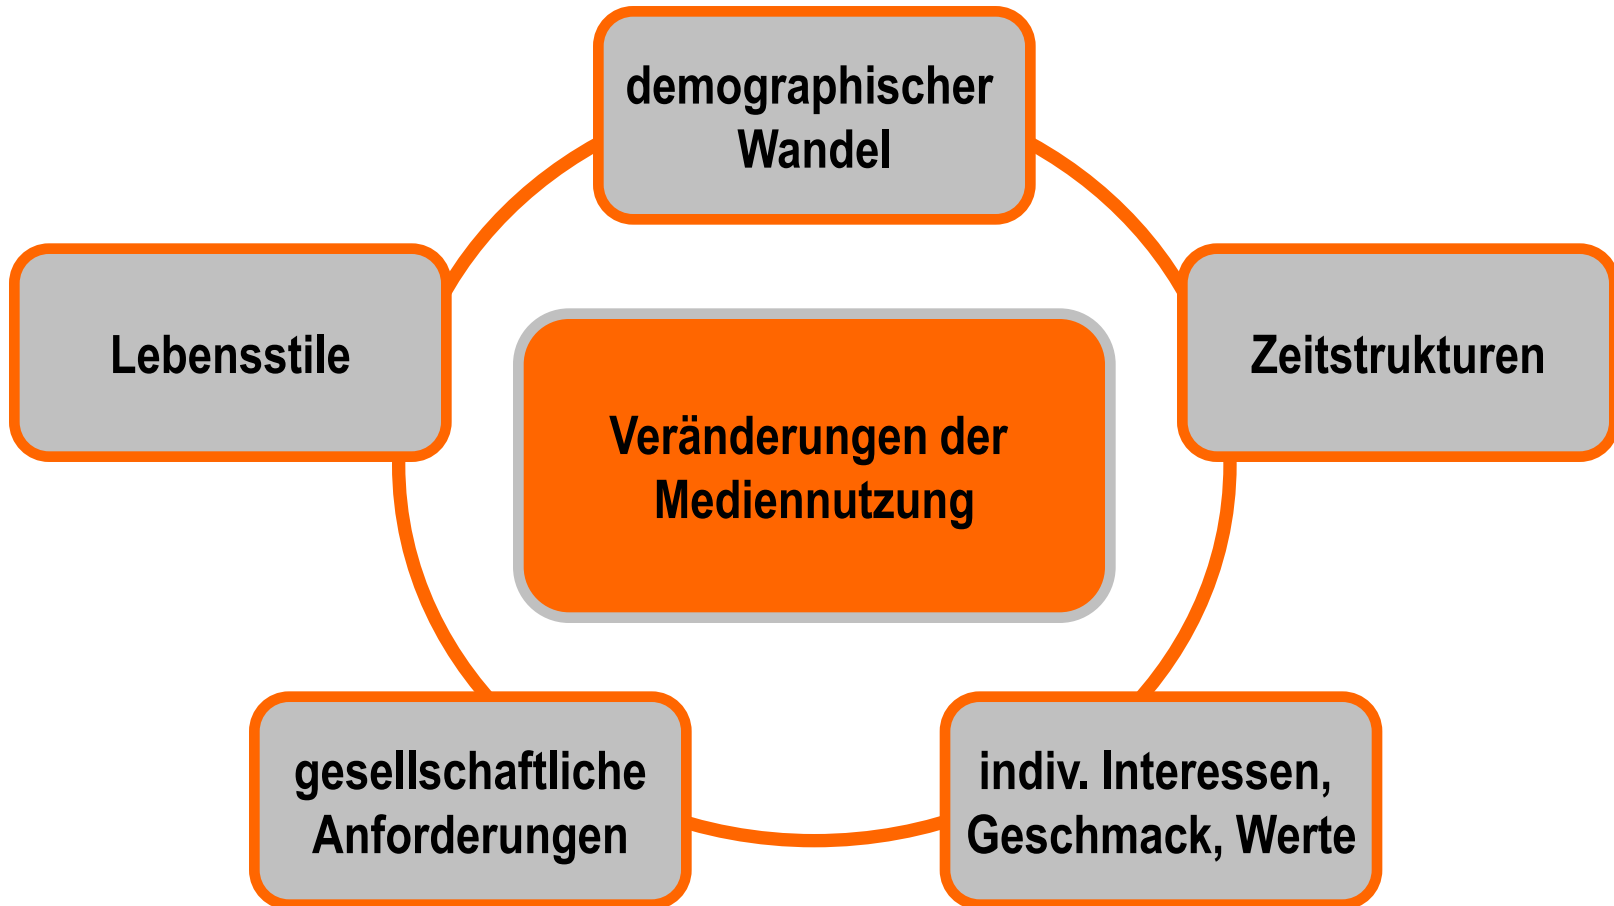 demographischer
Wandel
Lebensstile
Zeitstrukturen
Veränderungen der
Mediennutzung
gesellschaftliche
Anforderungen
indiv. Interessen,
Geschmack, Werte